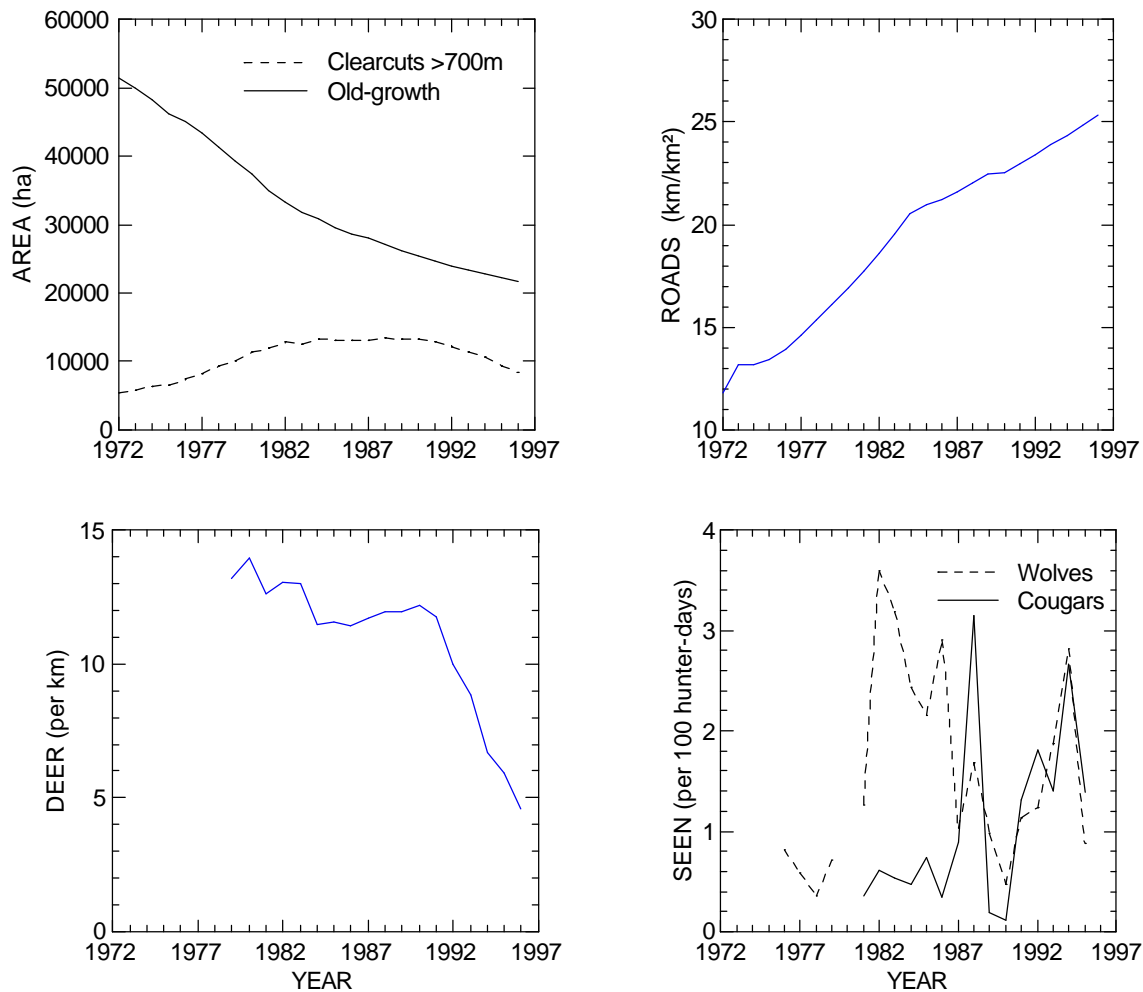 60000
50000
40000
30000
20000
10000
0
AREA (ha)
Clearcuts >700m
Old-growth
1972 1977 1982 1987 1992 1997
30
25
20
15
10
ROADS (km/km²)
1972 1977 1982 1987 1992 1997
15
10
5
0
DEER (per km)
1972 1977 1982 1987 1992 1997
YEAR
4
3
2
1
0
SEEN (per 100 hunter-days)
Wolves
Cougars
1972 1977 1982 1987 1992 1997
YEAR